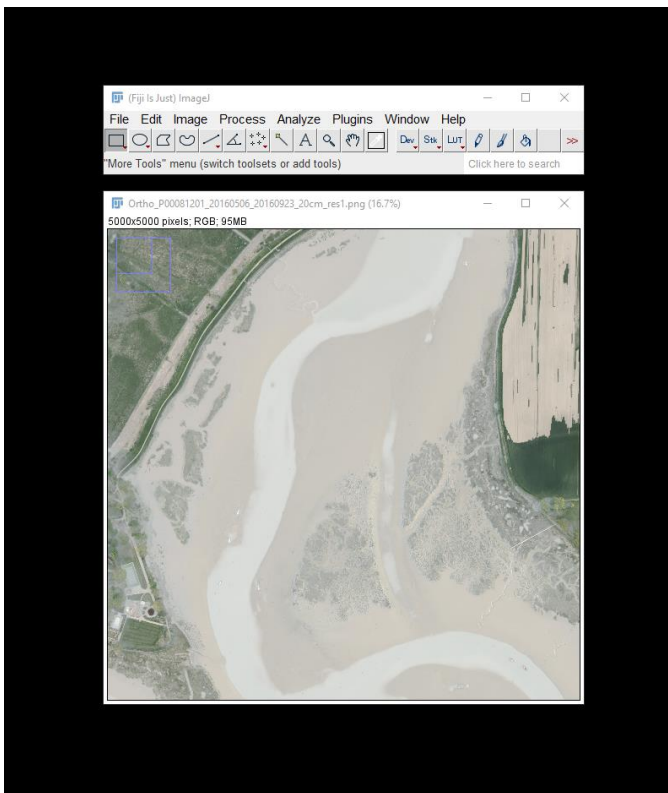 (Fiji Is Just) ImageJ
File Edit Image Process Analyze Plugins Window Help
A Dev Stk LUT >>
"More Tools" menu (switch toolsets or add tools) Click here to search
Ortho_P00081201_20160506_20160923_20cm_res1.png (16.7%)
5000x5000 pixels; RGB; 95MB